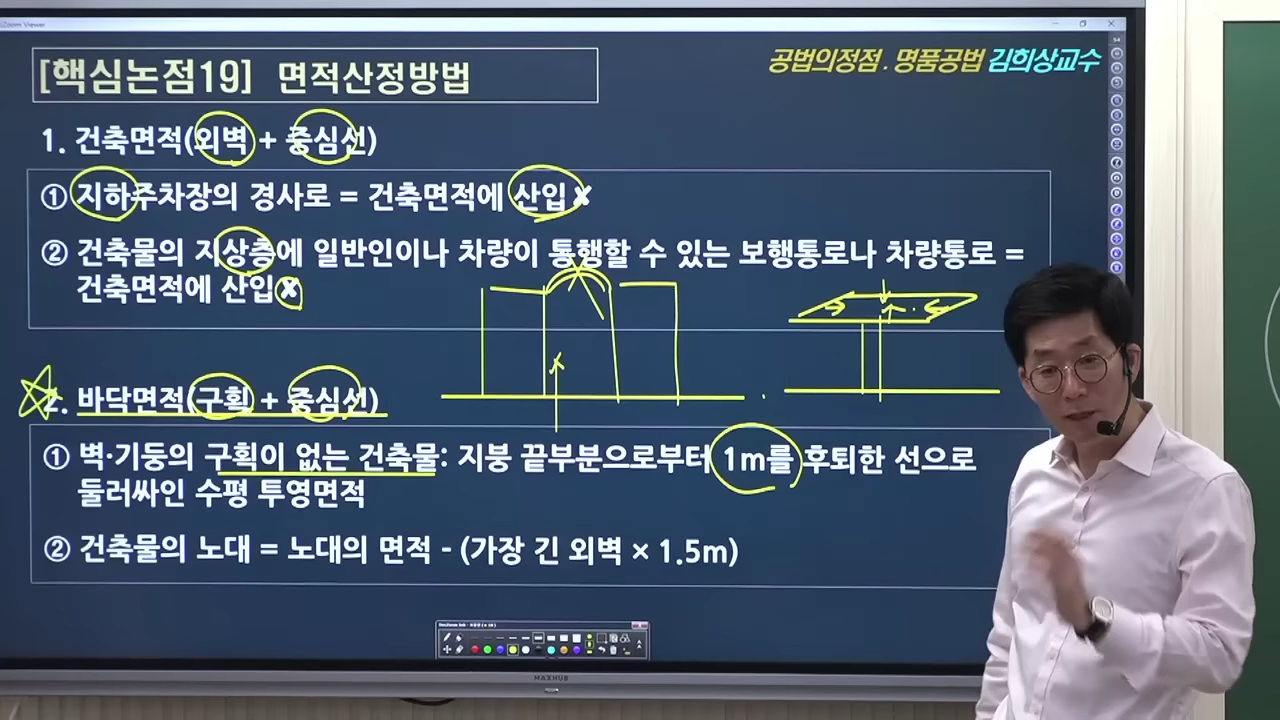 [핵심논점19] 면적산정방법
공법의정점. 명품공법 김희상교수
1. 건축면적(외벽 + 중심선)
① 지하주차장의 경사로 = 건축면적에 산입✘
② 건축물의 지상층에 일반인이나 차량이 통행할 수 있는 보행통로나 차량통로 =
건축면적에 산입✘
2. 바닥면적(구획 + 중심선)
① 벽·기둥의 구획이 없는 건축물: 지붕 끝부분으로부터 1m를 후퇴한 선으로
둘러싸인 수평 투영면적
② 건축물의 노대 = 노대의 면적 - (가장 긴 외벽 × 1.5m)
MAXHUB